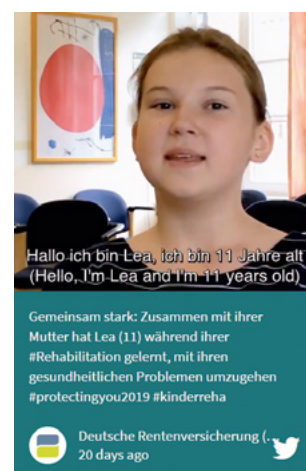 Hallo ich bin Lea, ich bin 11 Jahre alt
(Hello, I'm Lea and I'm 11 years old)
Gemeinsam stark: Zusammen mit ihrer
Mutter hat Lea (11) während ihrer
#Rehabilitation gelernt, mit ihren
gesundheitlichen Problemen umzugehen
#protectingyou2019 #kinderreha
Deutsche Rentenversicherung (...
20 days ago